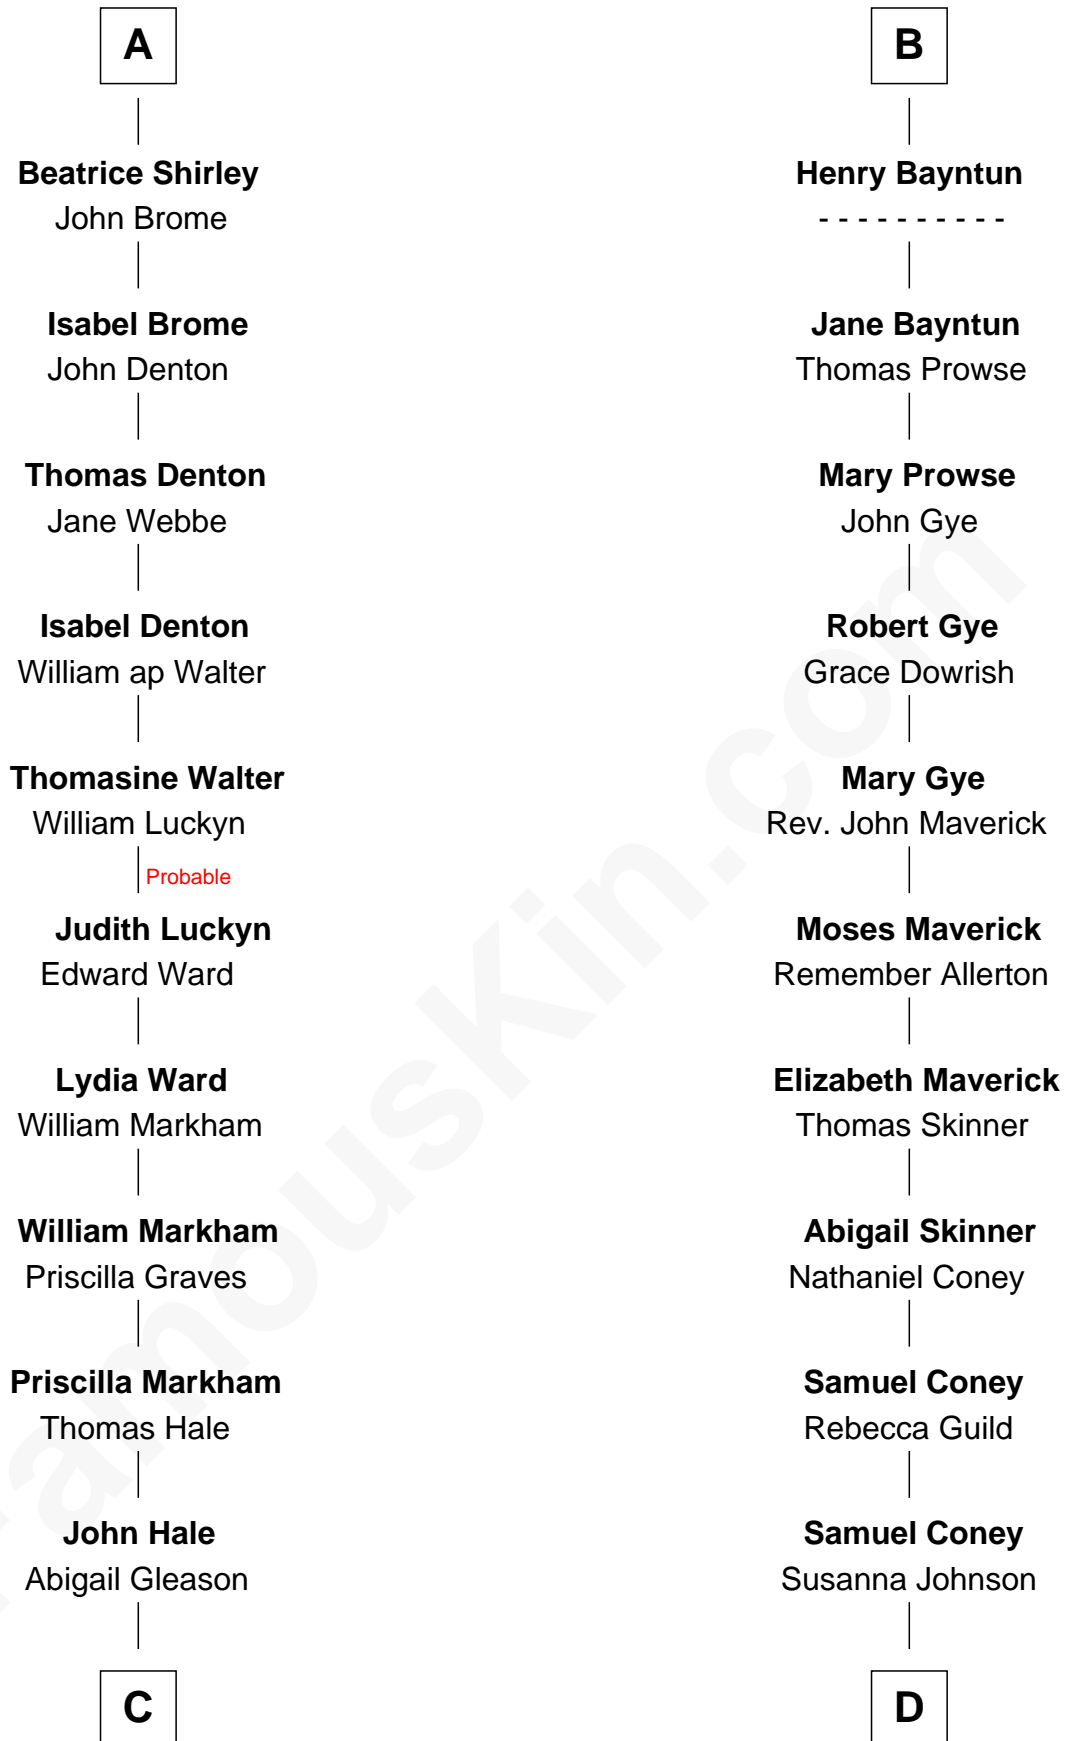 A
Beatrice Shirley
John Brome
Isabel Brome
John Denton
Thomas Denton
Jane Webbe
Isabel Denton
William ap Walter
Thomasine Walter
William Luckyn
Probable
Judith Luckyn
Edward Ward
Lydia Ward
William Markham
William Markham
Priscilla Graves
Priscilla Markham
Thomas Hale
John Hale
Abigail Gleason
C
B
Henry Bayntun
- - - - - - - - - -
Jane Bayntun
Thomas Prowse
Mary Prowse
John Gye
Robert Gye
Grace Dowrish
Mary Gye
Rev. John Maverick
Moses Maverick
Remember Allerton
Elizabeth Maverick
Thomas Skinner
Abigail Skinner
Nathaniel Coney
Samuel Coney
Rebecca Guild
Samuel Coney
Susanna Johnson
D
FamousKin.com